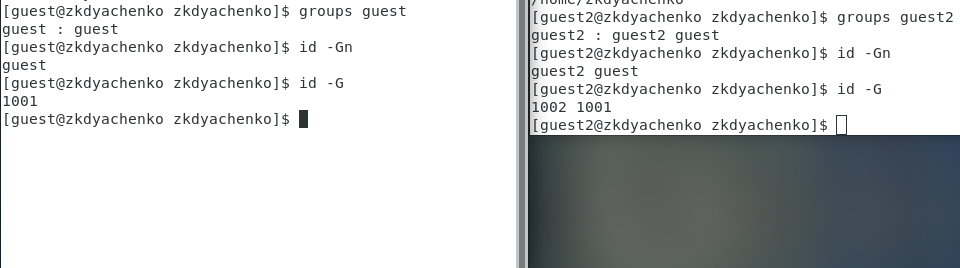 [guest@zkdyachenko zkdyachenko]$ groups guest
guest : guest
[guest@zkdyachenko zkdyachenko]$ id -Gn
guest
[guest@zkdyachenko zkdyachenko]$ id -G
1001
[guest@zkdyachenko zkdyachenko]$
/home/zkdyachenko
[guest2@zkdyachenko zkdyachenko]$ groups guest2
guest2 : guest2 guest
[guest2@zkdyachenko zkdyachenko]$ id -Gn
guest2 guest
[guest2@zkdyachenko zkdyachenko]$ id -G
1002 1001
[guest2@zkdyachenko zkdyachenko]$